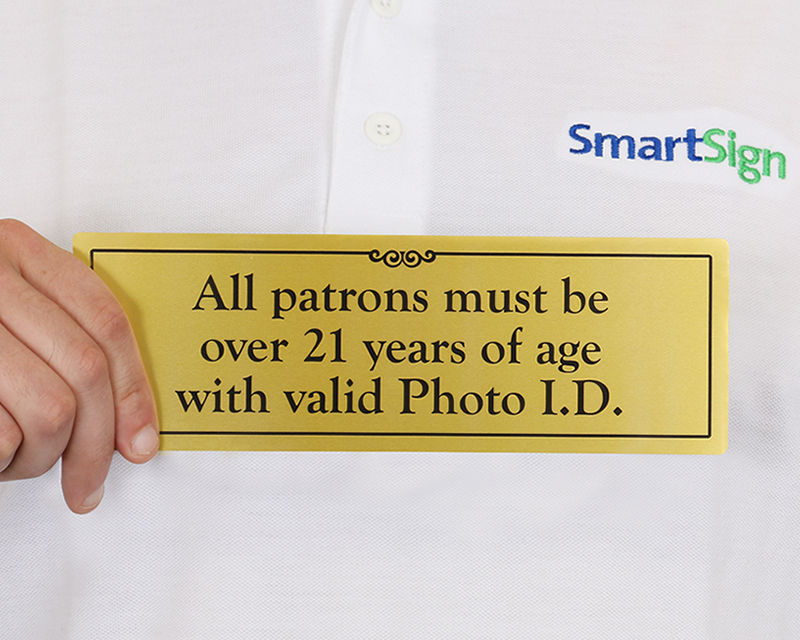 SmartSign
All patrons must be
over 21 years of age
with valid Photo I.D.